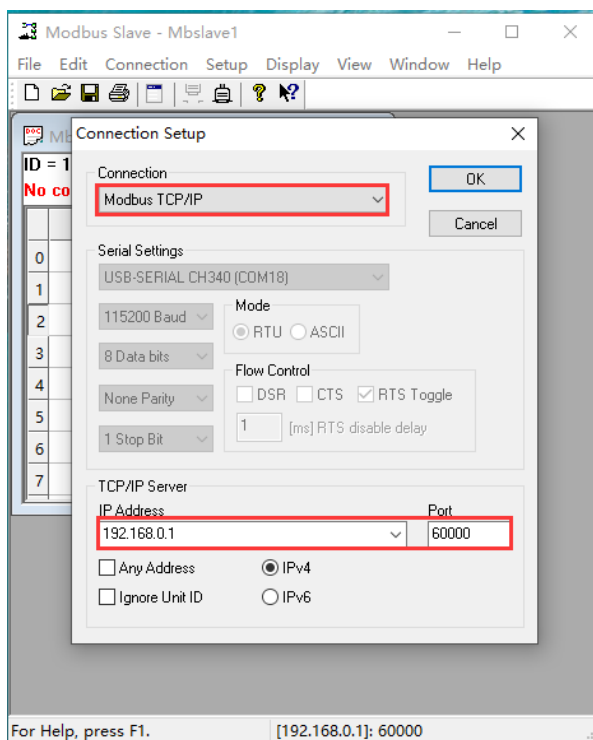 Modbus Slave - Mbslave1
File Edit Connection Setup Display View Window Help
Connection Setup
ID = 1
No co
0
1
2
3
4
5
6
7
Connection
Modbus TCP/IP
OK
Cancel
Serial Settings
USB-SERIAL CH340 (COM18)
115200 Baud
Mode
RTU ASCII
8 Data bits
Flow Control
DSR CTS RTS Toggle
None Parity
1 [ms] RTS disable delay
1 Stop Bit
TCP/IP Server
IP Address Port
192.168.0.1 60000
Any Address IPv4
Ignore Unit ID IPv6
For Help, press F1. [192.168.0.1]: 60000